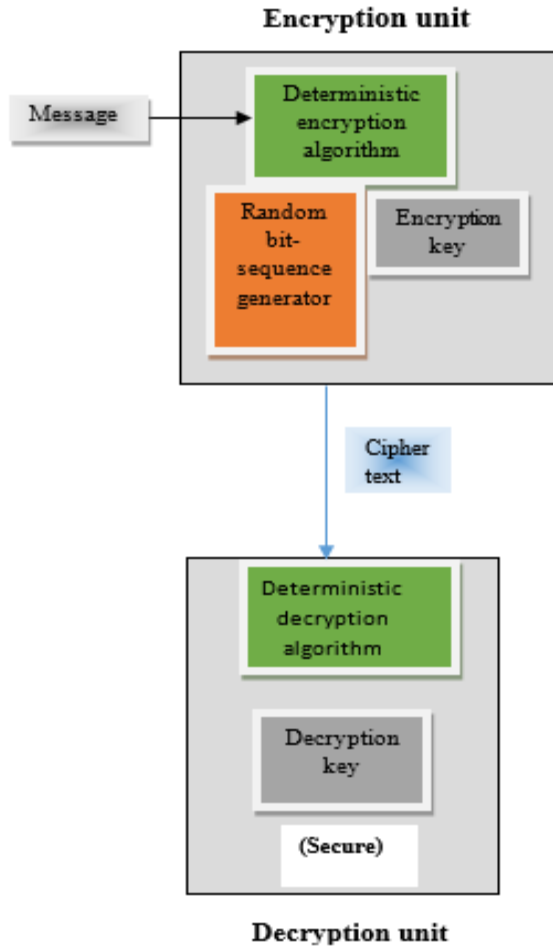 Encryption unit
Message
Deterministic
encryption
algorithm
Random
bit-
sequence
generator
Encryption
key
Cipher
text
Deterministic
decryption
algorithm
Decryption
key
(Secure)
Decryption unit